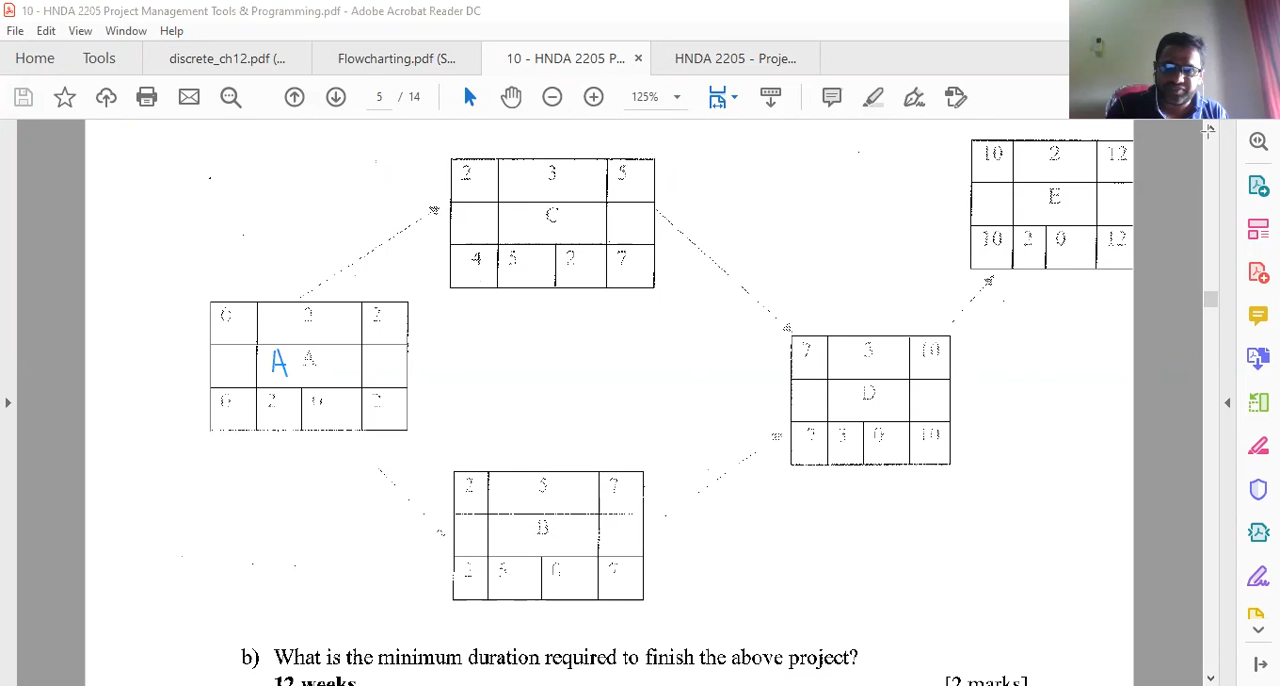 10 - HNDA 2205 Project Management Tools & Programming.pdf - Adobe Acrobat Reader DC
File Edit View Window Help
Home Tools discrete_ch12.pdf (... Flowcharting.pdf (S... 10 - HNDA 2205 P... × HNDA 2205 - Proje...
5 / 14 125%
10 2 12
E
10 2 0 12
2 3 5
C
4 5 2 7
0 2 2
A A
0 2 0 2
7 3 10
D
7 3 0 10
2 5 7
B
2 5 0 7
b) What is the minimum duration required to finish the above project?
12 weeks [2 marks]